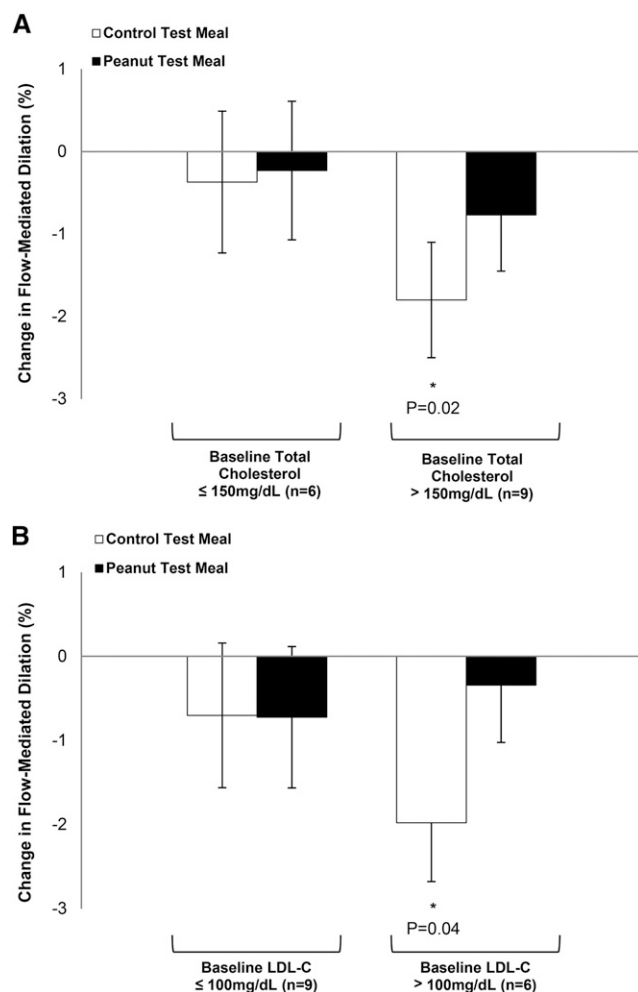 A
Control Test Meal
Peanut Test Meal
Change in Flow-Mediated Dilation (%)
1
0
-1
-2
-3
*
P=0.02
Baseline Total
Cholesterol
≤ 150mg/dL (n=6)
Baseline Total
Cholesterol
> 150mg/dL (n=9)
B
Control Test Meal
Peanut Test Meal
Change in Flow-Mediated Dilation (%)
1
0
-1
-2
-3
*
P=0.04
Baseline LDL-C
≤ 100mg/dL (n=9)
Baseline LDL-C
> 100mg/dL (n=6)